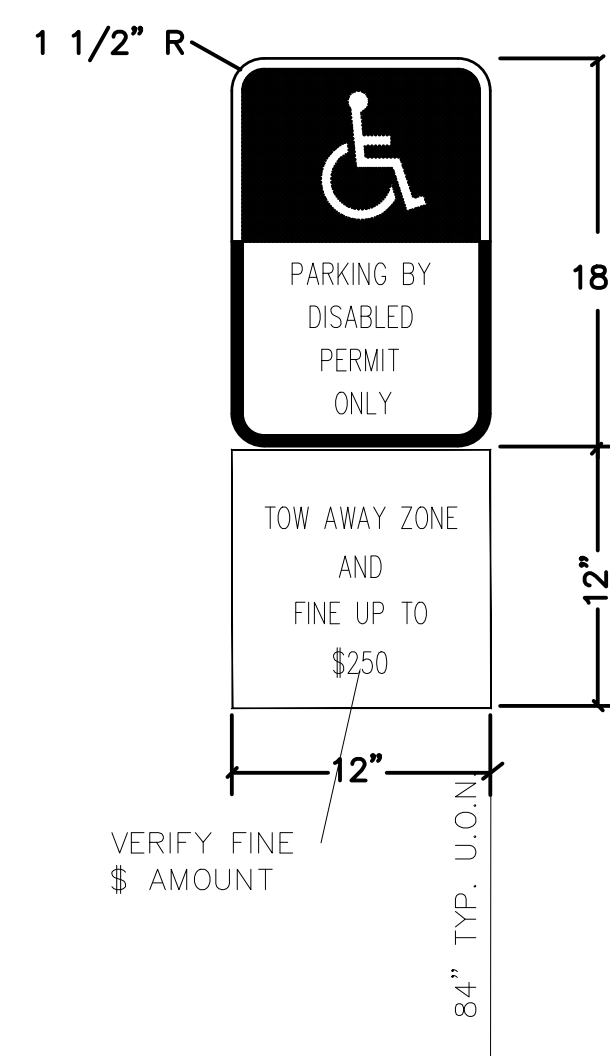 1 1/2” R
PARKING BY
DISABLED
PERMIT
ONLY
18
TOW AWAY ZONE
AND
FINE UP TO
$250
12”
12”
VERIFY FINE
$ AMOUNT
84” TYP. U.O.N.